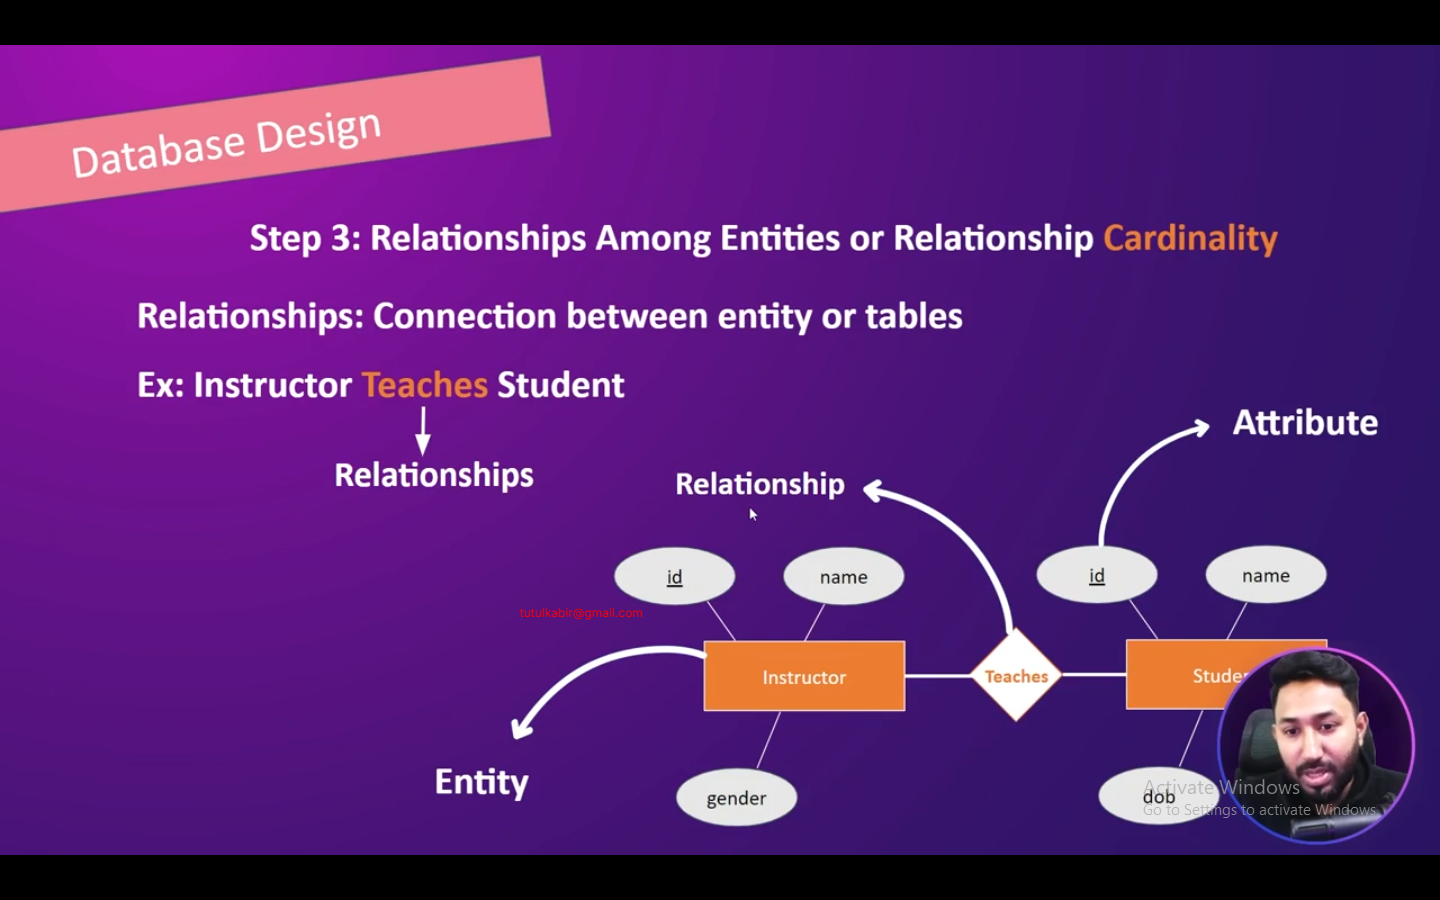 Database Design
Step 3: Relationships Among Entities or Relationship Cardinality
Relationships: Connection between entity or tables
Ex: Instructor Teaches Student
Relationships
Attribute
Relationship
id
name
id
name
tutulkabir@gmail.com
Instructor
Teaches
Entity
gender
dob
Activate Windows
Go to Settings to activate Windows.